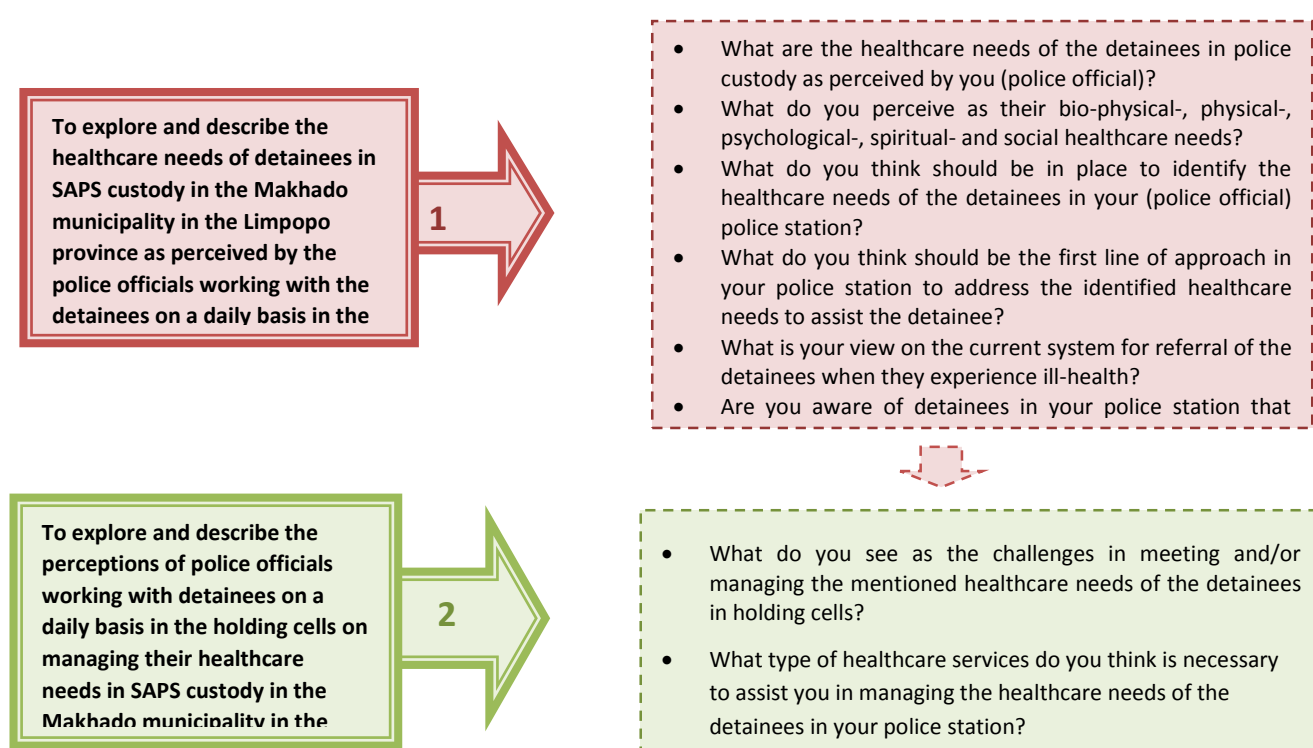 To explore and describe the
healthcare needs of detainees in
SAPS custody in the Makhado
municipality in the Limpopo
province as perceived by the
police officials working with the
detainees on a daily basis in the
1
• What are the healthcare needs of the detainees in police
custody as perceived by you (police official)?
• What do you perceive as their bio-physical-, physical-,
psychological-, spiritual- and social healthcare needs?
• What do you think should be in place to identify the
healthcare needs of the detainees in your (police official)
police station?
• What do you think should be the first line of approach in
your police station to address the identified healthcare
needs to assist the detainee?
• What is your view on the current system for referral of the
detainees when they experience ill-health?
• Are you aware of detainees in your police station that
To explore and describe the
perceptions of police officials
working with detainees on a
daily basis in the holding cells on
managing their healthcare
needs in SAPS custody in the
Makhado municipality in the
2
• What do you see as the challenges in meeting and/or
managing the mentioned healthcare needs of the detainees
in holding cells?
• What type of healthcare services do you think is necessary
to assist you in managing the healthcare needs of the
detainees in your police station?